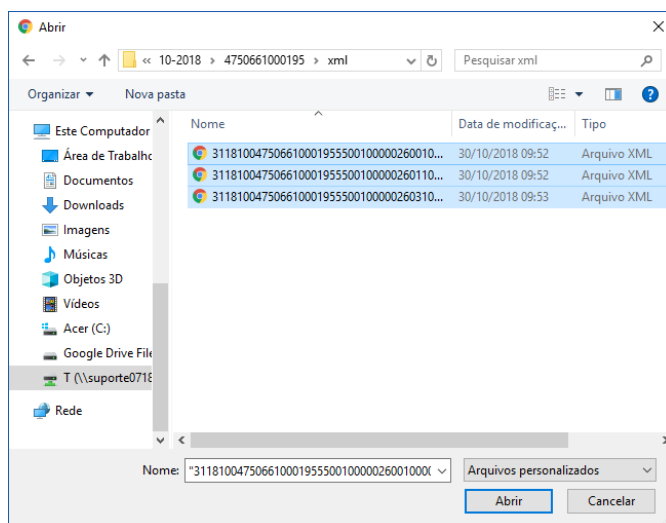 Abrir
« 10-2018 > 4750661000195 > xml
Pesquisar xml
Organizar
Nova pasta
Este Computador
Área de Trabalho
Documentos
Downloads
Imagens
Músicas
Objetos 3D
Vídeos
Acer (C:)
Google Drive File
T (\\suporte0718
Rede
Nome Data de modificaç... Tipo
311810047506610001955500100000260010... 30/10/2018 09:52 Arquivo XML
311810047506610001955500100000260110... 30/10/2018 09:52 Arquivo XML
311810047506610001955500100000260310... 30/10/2018 09:53 Arquivo XML
Nome: "31181004750661000195550010000026001000(
Arquivos personalizados
Abrir
Cancelar